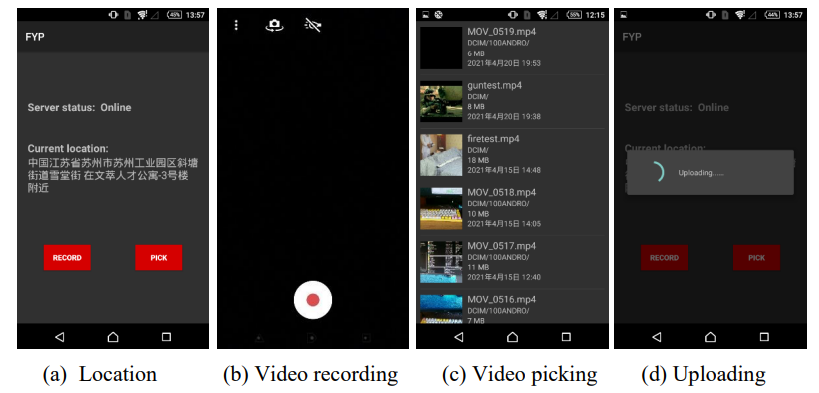 45% 13:57
FYP
Server status: Online
Current location:
中国江苏省苏州市苏州工业园区斜塘
街道雪堂街 在文萃人才公寓-3号楼
附近
RECORD
PICK
55% 12:15
MOV_0519.mp4
DCIM/100ANDRO/
6 MB
2021年4月20日 19:53
guntest.mp4
DCIM/
8 MB
2021年4月20日 19:38
firetest.mp4
DCIM/
18 MB
2021年4月15日 14:48
MOV_0518.mp4
DCIM/100ANDRO/
10 MB
2021年4月15日 14:05
MOV_0517.mp4
DCIM/100ANDRO/
11 MB
2021年4月15日 12:40
MOV_0516.mp4
DCIM/100ANDRO/
7 MB
44% 13:57
FYP
Server status: Online
Current location:
Uploading......
RECORD
PICK
(a) Location
(b) Video recording
(c) Video picking
(d) Uploading